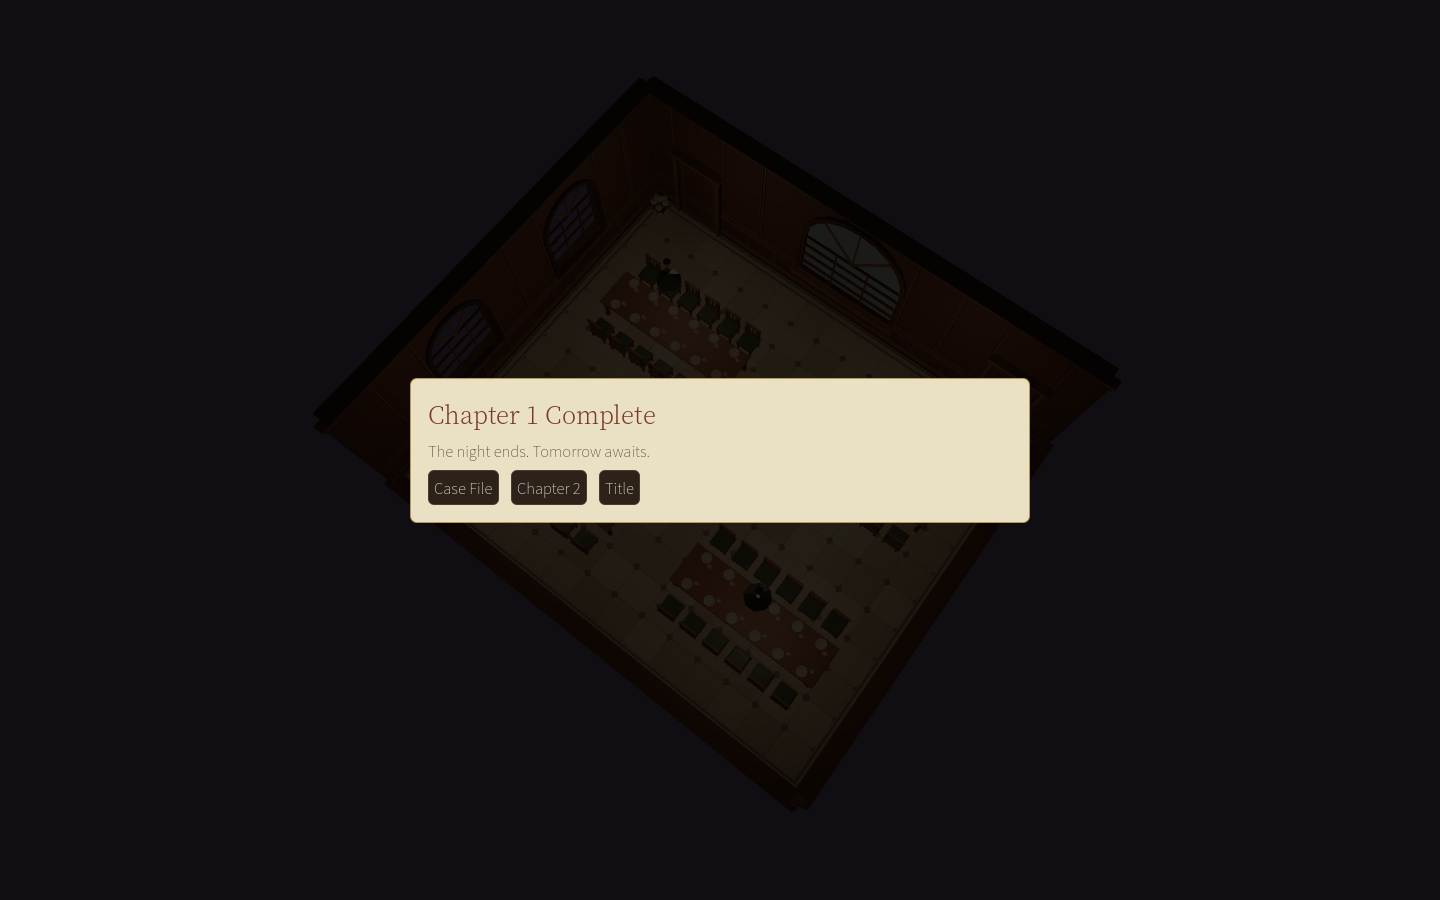 Chapter 1 Complete
The night ends. Tomorrow awaits.
Case File
Chapter 2
Title